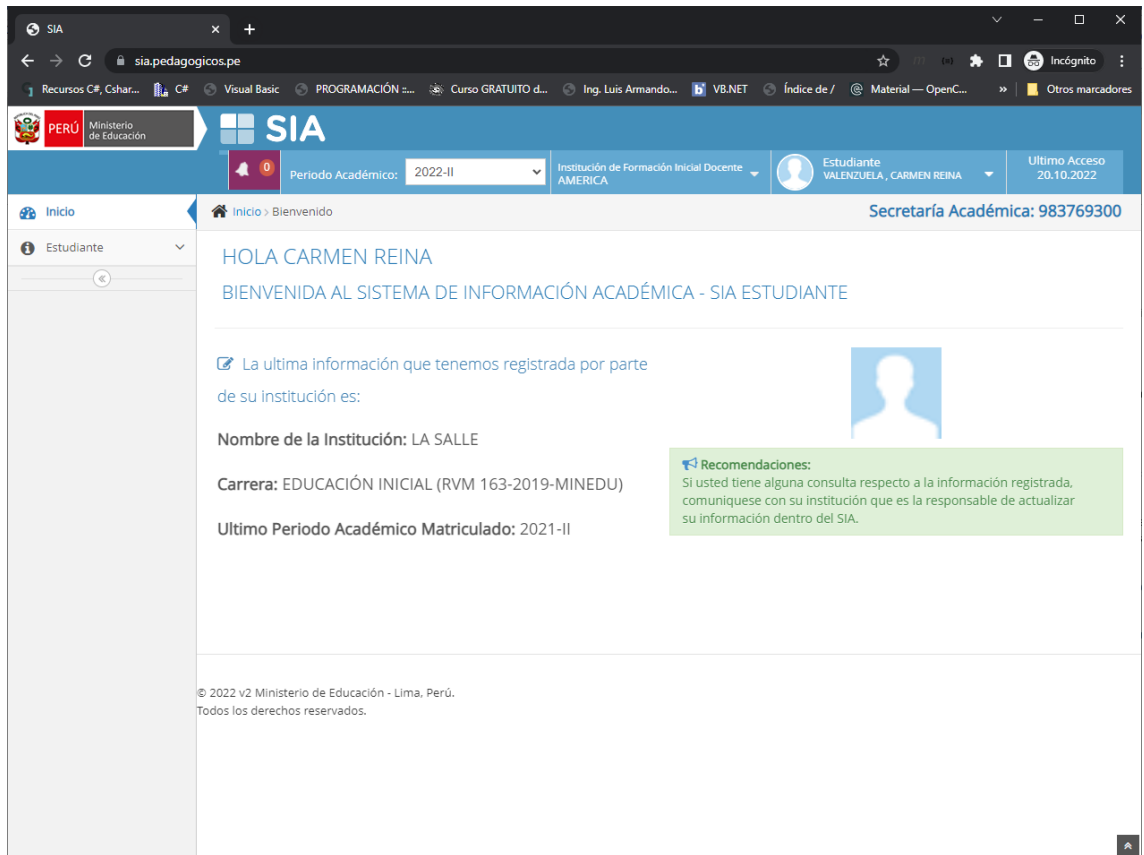 SIA
sia.pedagogicos.pe
Incógnito
Recursos C#, Cshar...
C#
Visual Basic
PROGRAMACIÓN ::...
Curso GRATUITO d...
Ing. Luis Armando...
VB.NET
Índice de /
Material — OpenC...
»
Otros marcadores
PERÚ
Ministerio
de Educación
SIA
0
Periodo Académico:
2022-II
Institución de Formación Inicial Docente
AMERICA
Estudiante
VALENZUELA , CARMEN REINA
Ultimo Acceso
20.10.2022
Inicio
Estudiante
Inicio > Bienvenido
Secretaría Académica: 983769300
HOLA CARMEN REINA
BIENVENIDA AL SISTEMA DE INFORMACIÓN ACADÉMICA - SIA ESTUDIANTE
La ultima información que tenemos registrada por parte
de su institución es:
Nombre de la Institución: LA SALLE
Carrera: EDUCACIÓN INICIAL (RVM 163-2019-MINEDU)
Ultimo Periodo Académico Matriculado: 2021-II
Recomendaciones:
Si usted tiene alguna consulta respecto a la información registrada,
comuniquese con su institución que es la responsable de actualizar
su información dentro del SIA.
© 2022 v2 Ministerio de Educación - Lima, Perú.
Todos los derechos reservados.